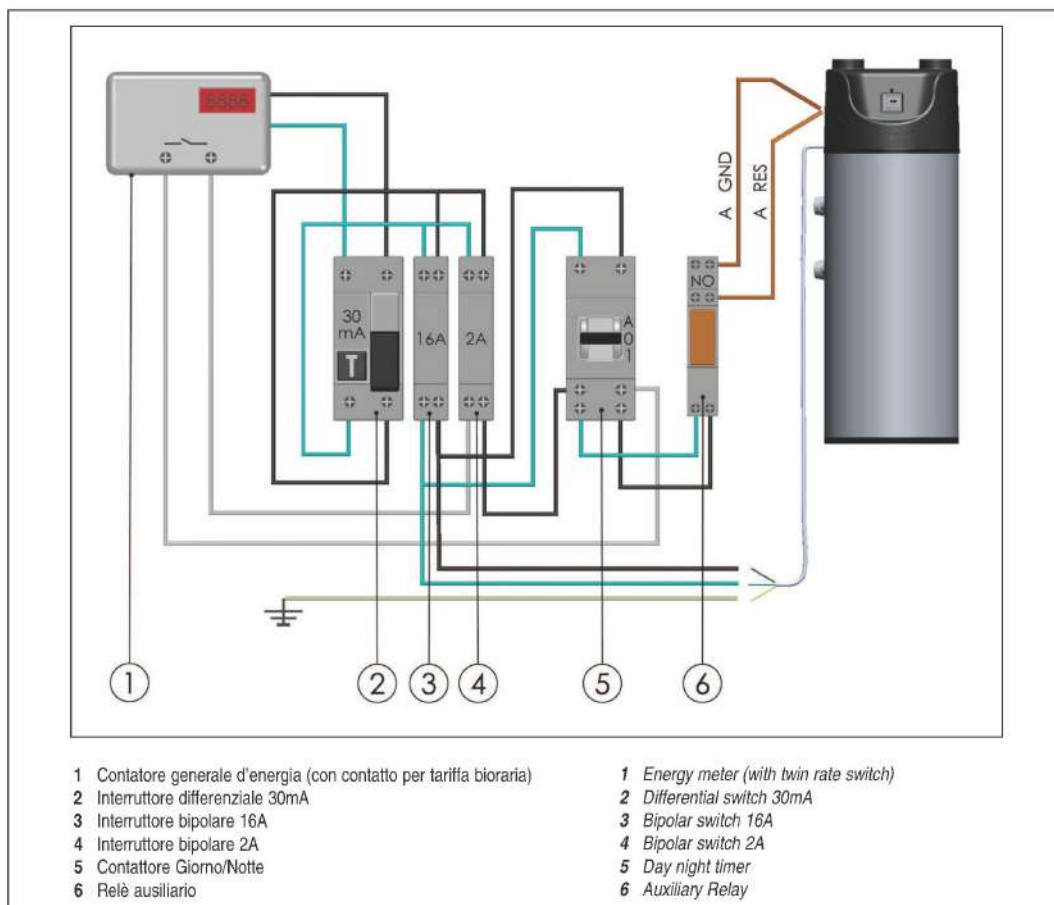 8888
A GND
A RES
NO
30
mA
T
16A
2A
A
0
1
1
2
3
4
5
6
1 Contatore generale d'energia (con contatto per tariffa bioraria)
2 Interruttore differenziale 30mA
3 Interruttore bipolare 16A
4 Interruttore bipolare 2A
5 Contattore Giorno/Notte
6 Relè ausiliario
1 Energy meter (with twin rate switch)
2 Differential switch 30mA
3 Bipolar switch 16A
4 Bipolar switch 2A
5 Day night timer
6 Auxiliary Relay